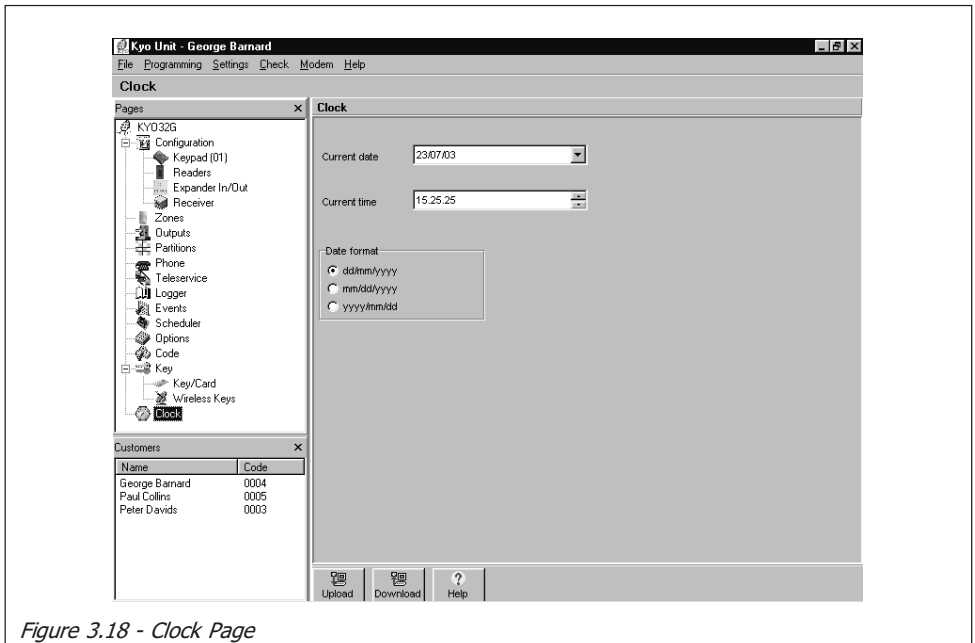 Kyo Unit - George Barnard
File Programming Settings Check Modem Help
Clock
Pages
KYO32G
Configuration
Keypad (01)
Readers
Expander In/Out
Receiver
Zones
Outputs
Partitions
Phone
Teleservice
Logger
Events
Scheduler
Options
Code
Key
Key/Card
Wireless Keys
Clock
Customers
Name Code
George Barnard 0004
Paul Collins 0005
Peter Davids 0003
Clock
Current date 23/07/03
Current time 15.25.25
Date format
dd/mm/yyyy
mm/dd/yyyy
yyyy/mm/dd
Upload Download Help
Figure 3.18 - Clock Page